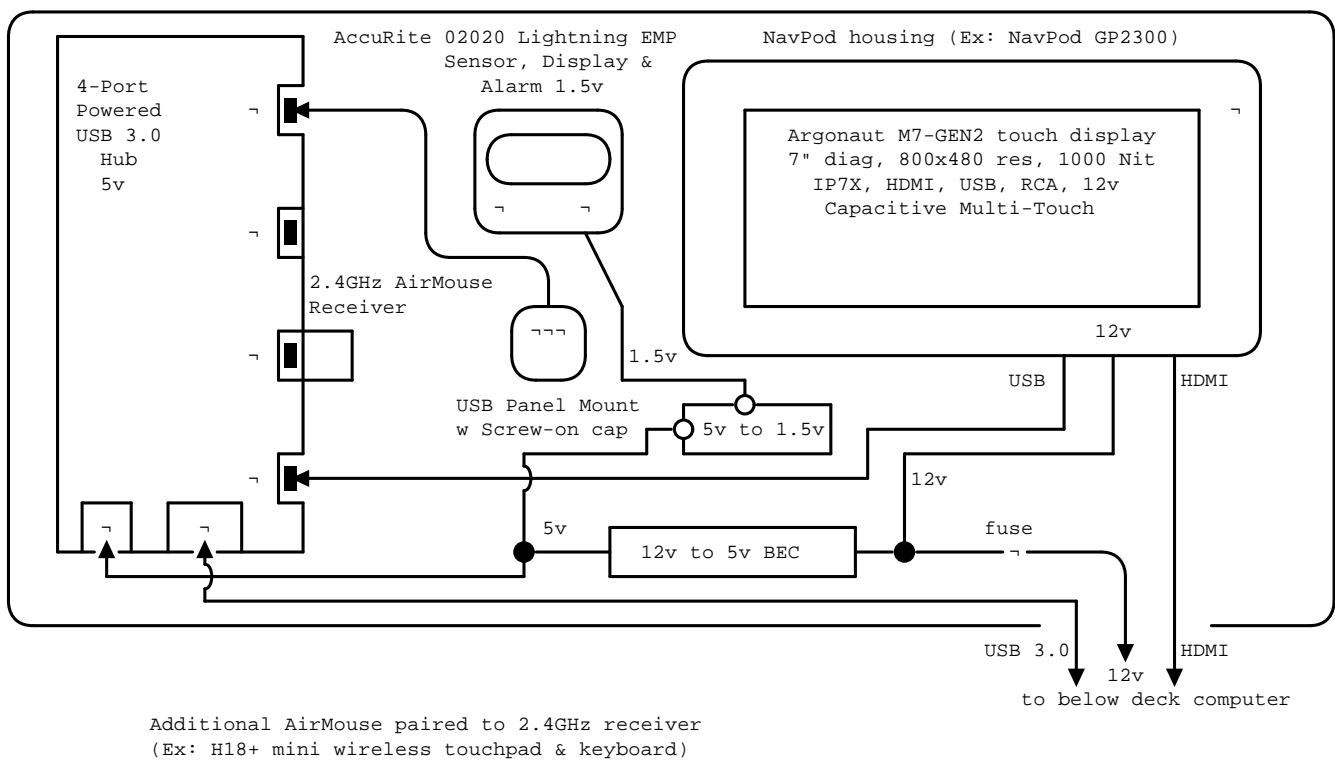 AccuRite 02020 Lightning EMP
Sensor, Display &
Alarm 1.5v
NavPod housing (Ex: NavPod GP2300)
4-Port
Powered
USB 3.0
Hub
5v
¬
¬
Argonaut M7-GEN2 touch display
7" diag, 800x480 res, 1000 Nit
IP7X, HDMI, USB, RCA, 12v
Capacitive Multi-Touch
¬ ¬
¬
2.4GHz AirMouse
Receiver
¬¬¬
12v
¬
1.5v
USB
HDMI
USB Panel Mount
w Screw-on cap
5v to 1.5v
¬
12v
¬
¬
5v
12v to 5v BEC
fuse
¬
USB 3.0
HDMI
12v
to below deck computer
Additional AirMouse paired to 2.4GHz receiver
(Ex: H18+ mini wireless touchpad & keyboard)